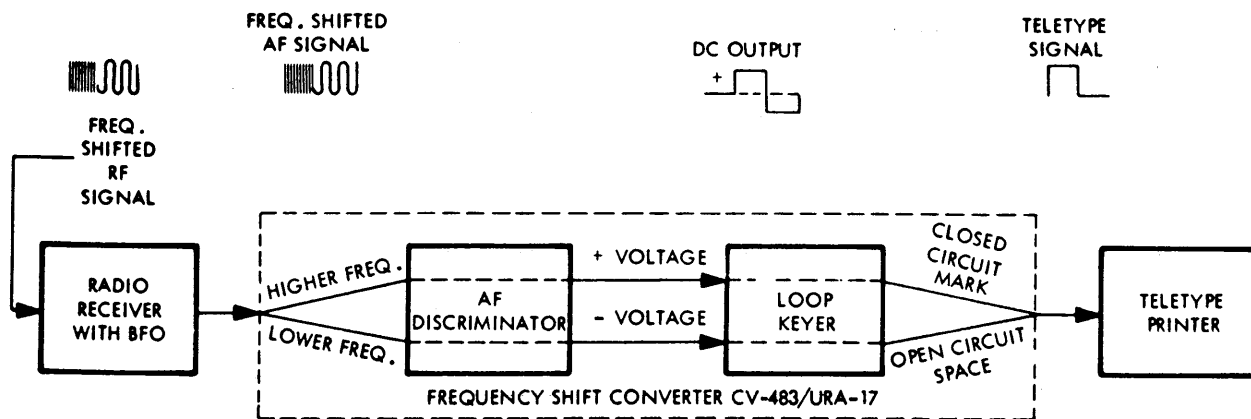 FREQ. SHIFTED
AF SIGNAL
DC OUTPUT
+
TELETYPE
SIGNAL
FREQ.
SHIFTED
RF
SIGNAL
RADIO
RECEIVER
WITH BFO
HIGHER FREQ.
LOWER FREQ.
AF
DISCRIMINATOR
+ VOLTAGE
- VOLTAGE
LOOP
KEYER
CLOSED
CIRCUIT
MARK
OPEN CIRCUIT
SPACE
TELETYPE
PRINTER
FREQUENCY SHIFT CONVERTER CV-483/URA-17